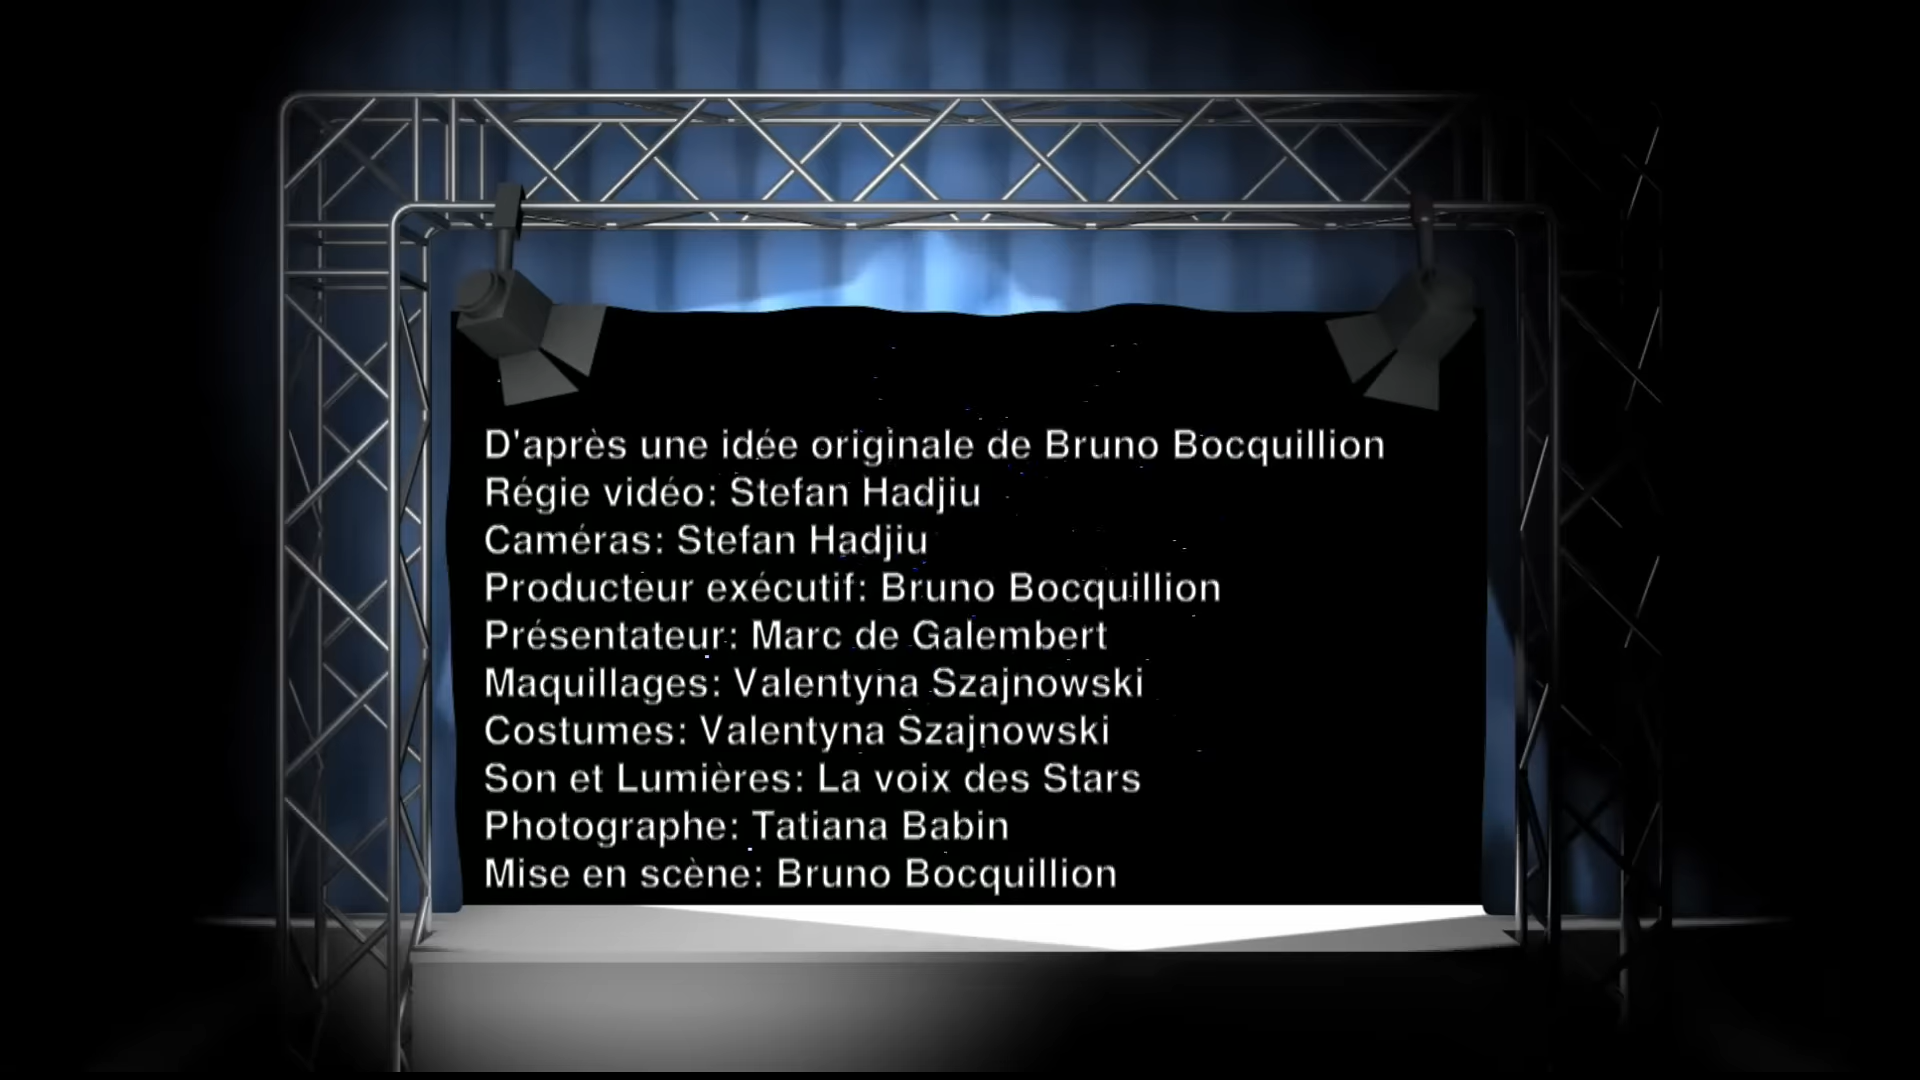 D'après une idée originale de Bruno Bocquillion
Régie vidéo: Stefan Hadjiu
Caméras: Stefan Hadjiu
Producteur exécutif: Bruno Bocquillion
Présentateur: Marc de Galembert
Maquillages: Valentyna Szajnowski
Costumes: Valentyna Szajnowski
Son et Lumières: La voix des Stars
Photographe: Tatiana Babin
Mise en scène: Bruno Bocquillion